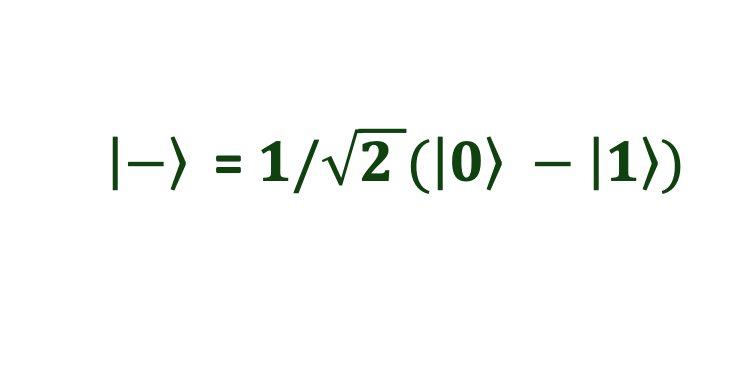 |−⟩ = 1/√2 (|0⟩ − |1⟩)